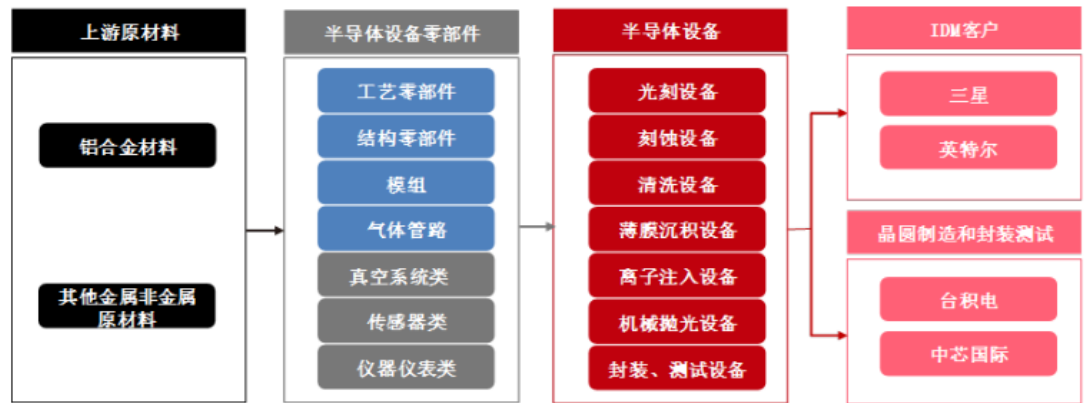 上游原材料
铝合金材料
其他金属非金属
原材料
半导体设备零部件
工艺零部件
结构零部件
模组
气体管路
真空系统类
传感器类
仪器仪表类
半导体设备
光刻设备
刻蚀设备
清洗设备
薄膜沉积设备
离子注入设备
机械抛光设备
封装、测试设备
IDM客户
三星
英特尔
晶圆制造和封装测试
台积电
中芯国际